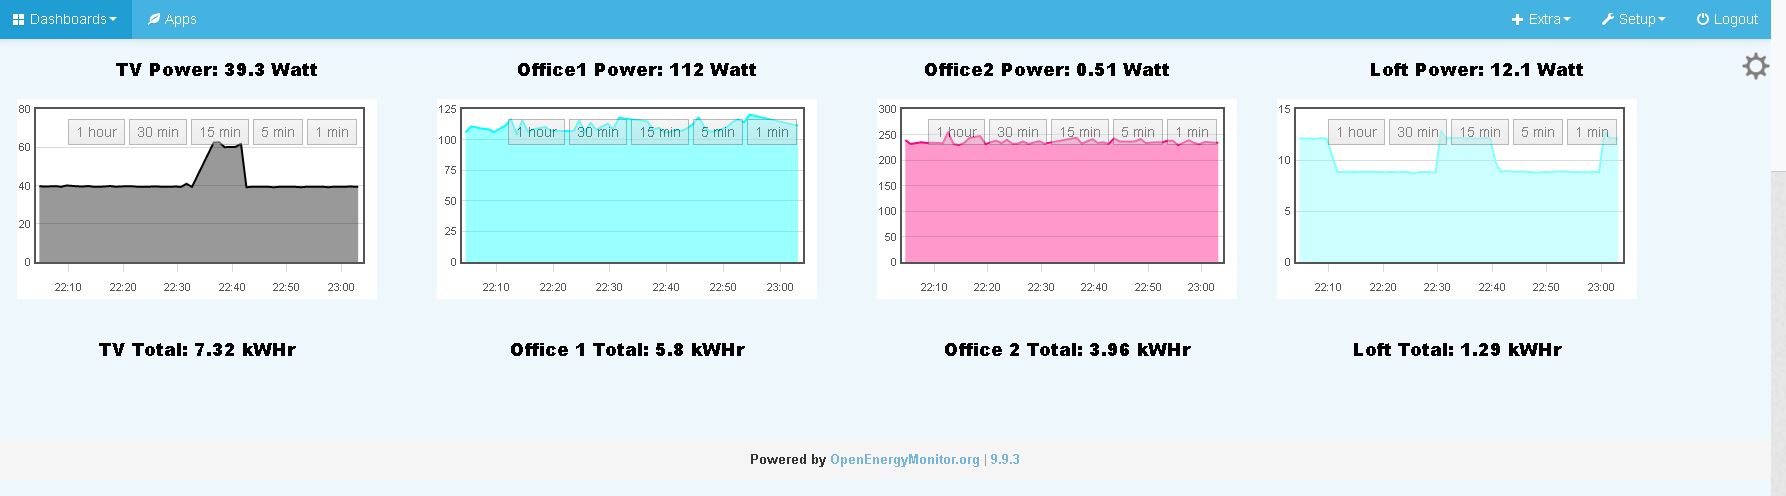 Dashboards Apps Extra Setup Logout
TV Power: 39.3 Watt
80
60
40
20
0
1 hour 30 min 15 min 5 min 1 min
22:10 22:20 22:30 22:40 22:50 23:00
TV Total: 7.32 kWHr
Office1 Power: 112 Watt
125
100
75
50
25
0
1 hour 30 min 15 min 5 min 1 min
22:10 22:20 22:30 22:40 22:50 23:00
Office 1 Total: 5.8 kWHr
Office2 Power: 0.51 Watt
300
250
200
150
100
50
0
1 hour 30 min 15 min 5 min 1 min
22:10 22:20 22:30 22:40 22:50 23:00
Office 2 Total: 3.96 kWHr
Loft Power: 12.1 Watt
15
10
5
0
1 hour 30 min 15 min 5 min 1 min
22:10 22:20 22:30 22:40 22:50 23:00
Loft Total: 1.29 kWHr
Powered by OpenEnergyMonitor.org | 9.9.3